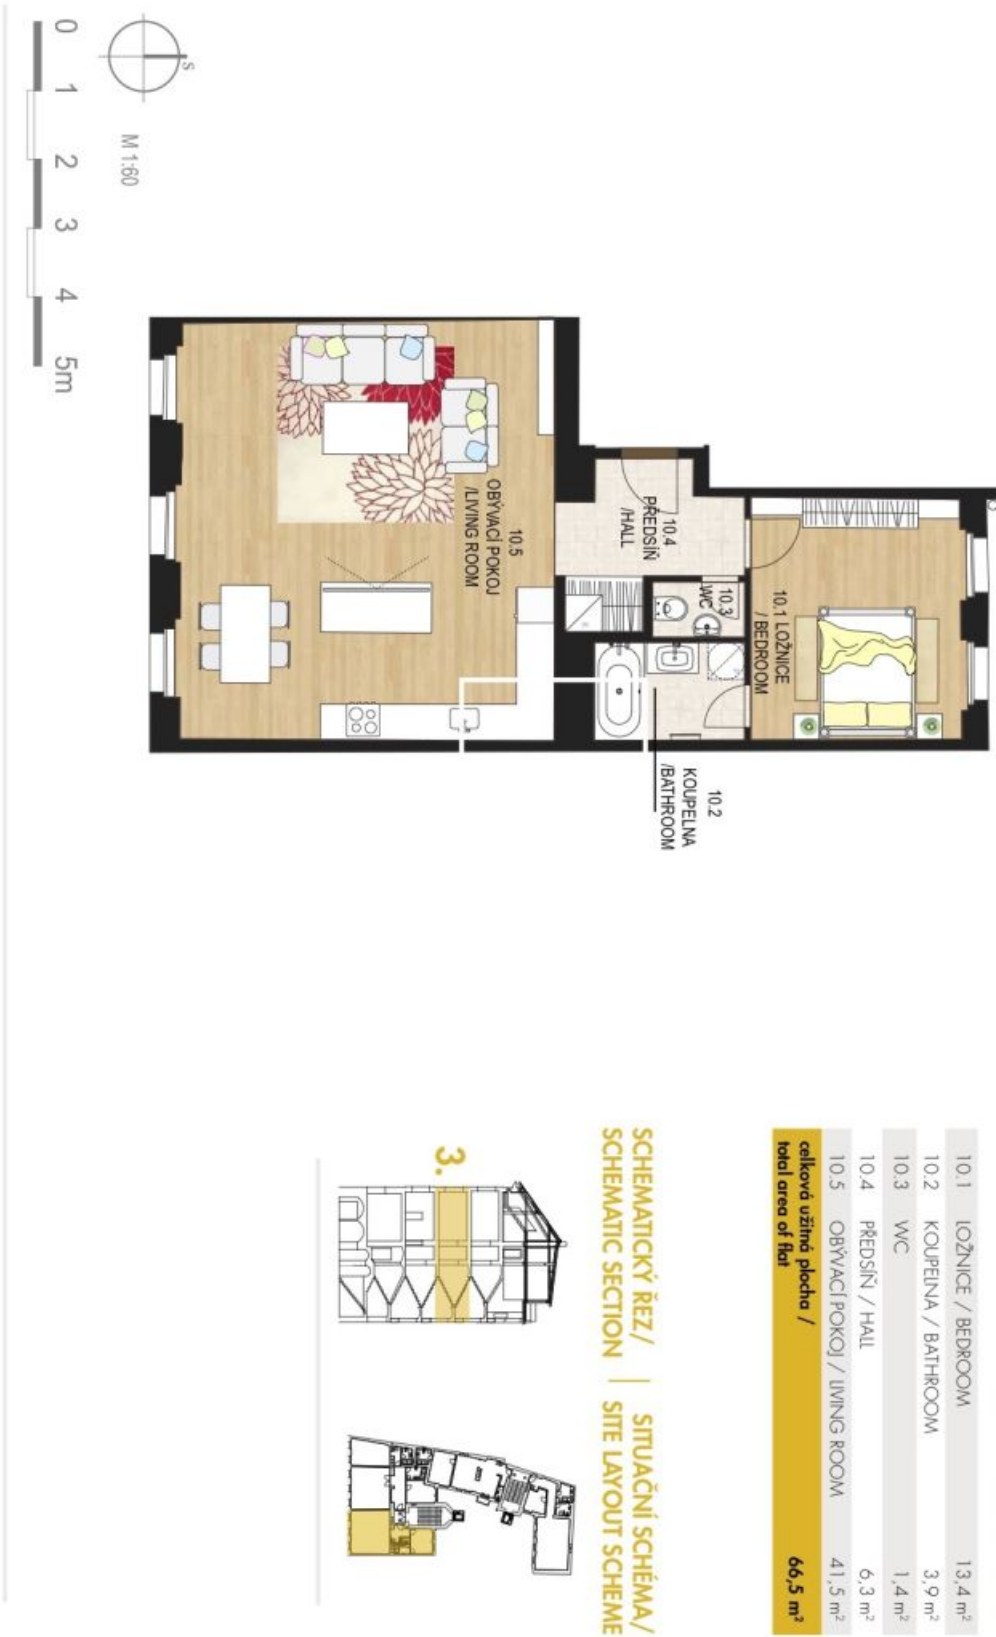 10.1 LOŽNICE / BEDROOM 13,4 m²
10.2 KOUPELNA / BATHROOM 3,9 m²
10.3 WC 1,4 m²
10.4 PŘEDSÍŇ / HALL 6,3 m²
10.5 OBÝVACÍ POKOJ / LIVING ROOM 41,5 m²
celková užitná plocha /
total area of flat 66,5 m²
10.1 LOŽNICE
/ BEDROOM
10.2
KOUPELNA
/BATHROOM
10.3
WC
10.4
PŘEDSÍŇ
/HALL
10.5
OBÝVACÍ POKOJ
/LIVING ROOM
SCHEMATICKÝ ŘEZ/
SCHEMATIC SECTION
SITUAČNÍ SCHÉMA/
SITE LAYOUT SCHEME
3.
S
M 1:60
0 1 2 3 4 5m